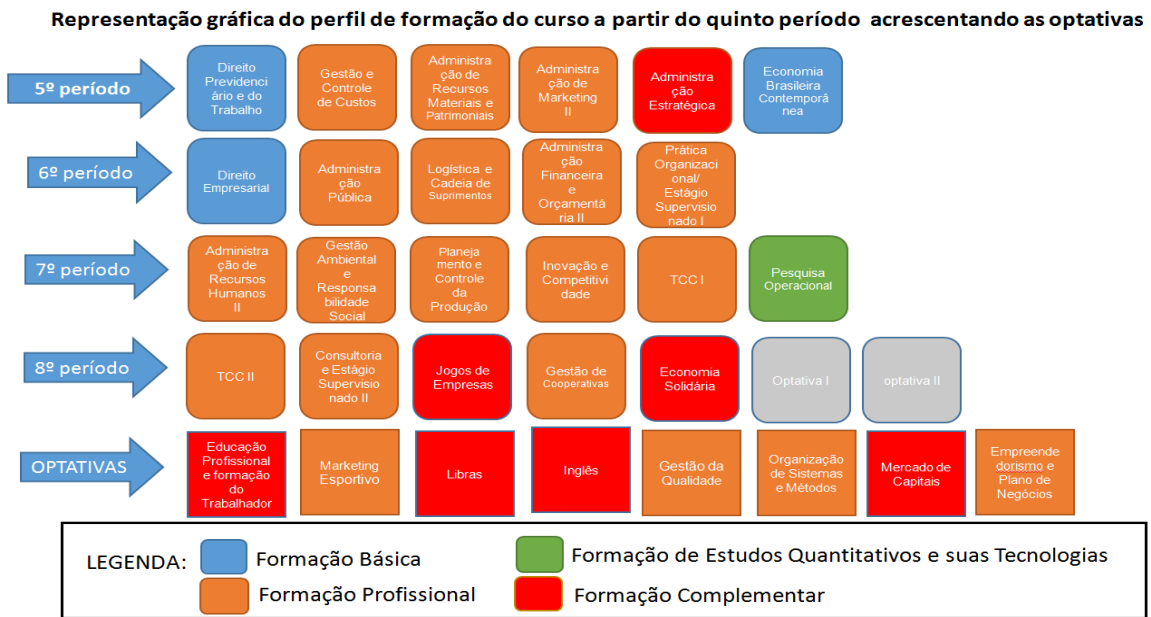 Representação gráfica do perfil de formação do curso a partir do quinto período acrescentando as optativas
5º período
Direito
Previdenci
ário e do
Trabalho
Gestão e
Controle
de Custos
Administra
ção de
Recursos
Materiais e
Patrimoniais
Administra
ção de
Marketing
II
Administra
ção
Estratégica
Economia
Brasileira
Contemporâ
nea
6º período
Direito
Empresarial
Administra
ção
Pública
Logística e
Cadeia de
Suprimentos
Administra
ção
Financeira
e
Orçamentá
ria II
Prática
Organizaci
onal/
Estágio
Supervisio
nado I
7º período
Administra
ção de
Recursos
Humanos
II
Gestão
Ambiental
e
Responsa
bilidade
Social
Planeja
mento e
Controle
da
Produção
Inovação e
Competitivi
dade
TCC I
Pesquisa
Operacional
8º período
TCC II
Consultoria
e Estágio
Supervisio
nado II
Jogos de
Empresas
Gestão de
Cooperativas
Economia
Solidária
Optativa I
optativa II
OPTATIVAS
Educação
Profissional
e formação
do
Trabalhador
Marketing
Esportivo
Libras
Inglês
Gestão da
Qualidade
Organização
de Sistemas
e Métodos
Mercado de
Capitais
Empreende
dorismo e
Plano de
Negócios
LEGENDA:
Formação Básica
Formação de Estudos Quantitativos e suas Tecnologias
Formação Profissional
Formação Complementar